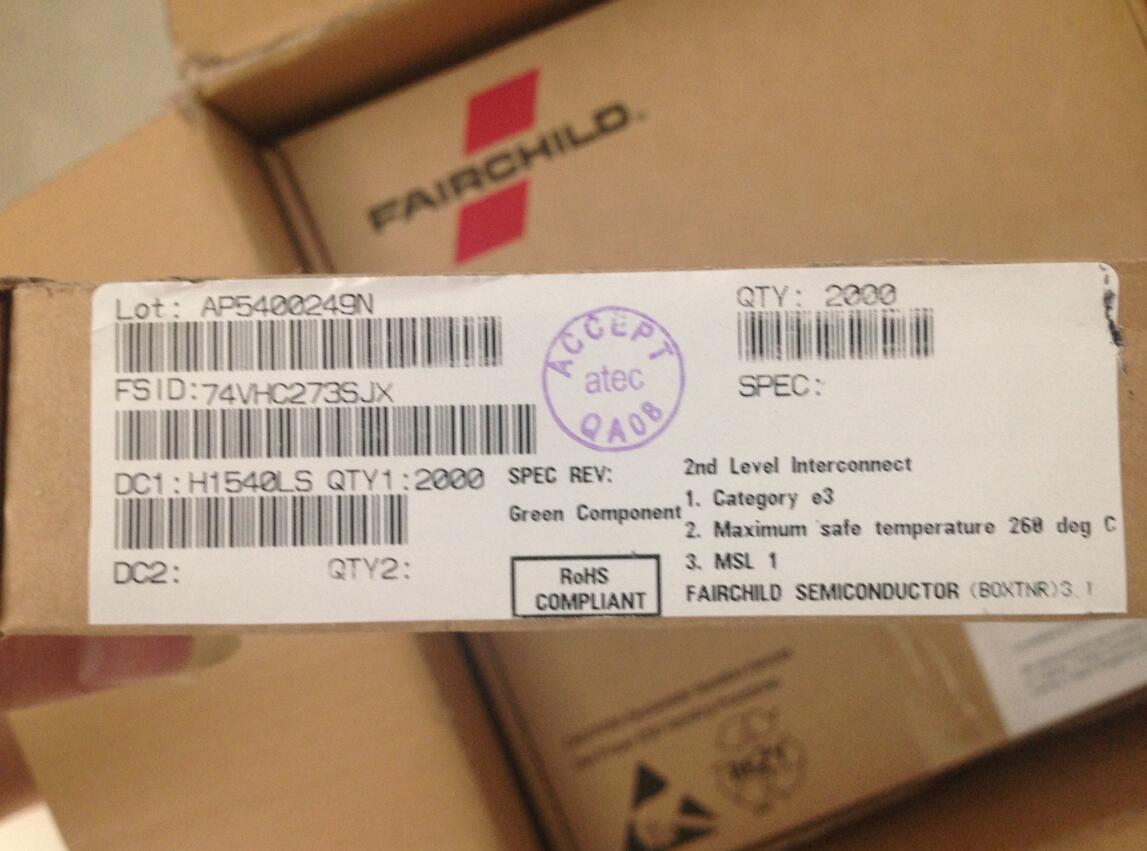 FAIRCHILD.
Lot: AP5400249N
QTY: 2000
ACCEPT
atec
QA08
FSID:74VHC273SJX
SPEC:
DC1:H1540LS QTY1:2000
SPEC REV:
2nd Level Interconnect
Green Component
1. Category e3
2. Maximum safe temperature 260 deg C
3. MSL 1
DC2: QTY2:
RoHS
COMPLIANT
FAIRCHILD SEMICONDUCTOR (BOXTNR)3.1